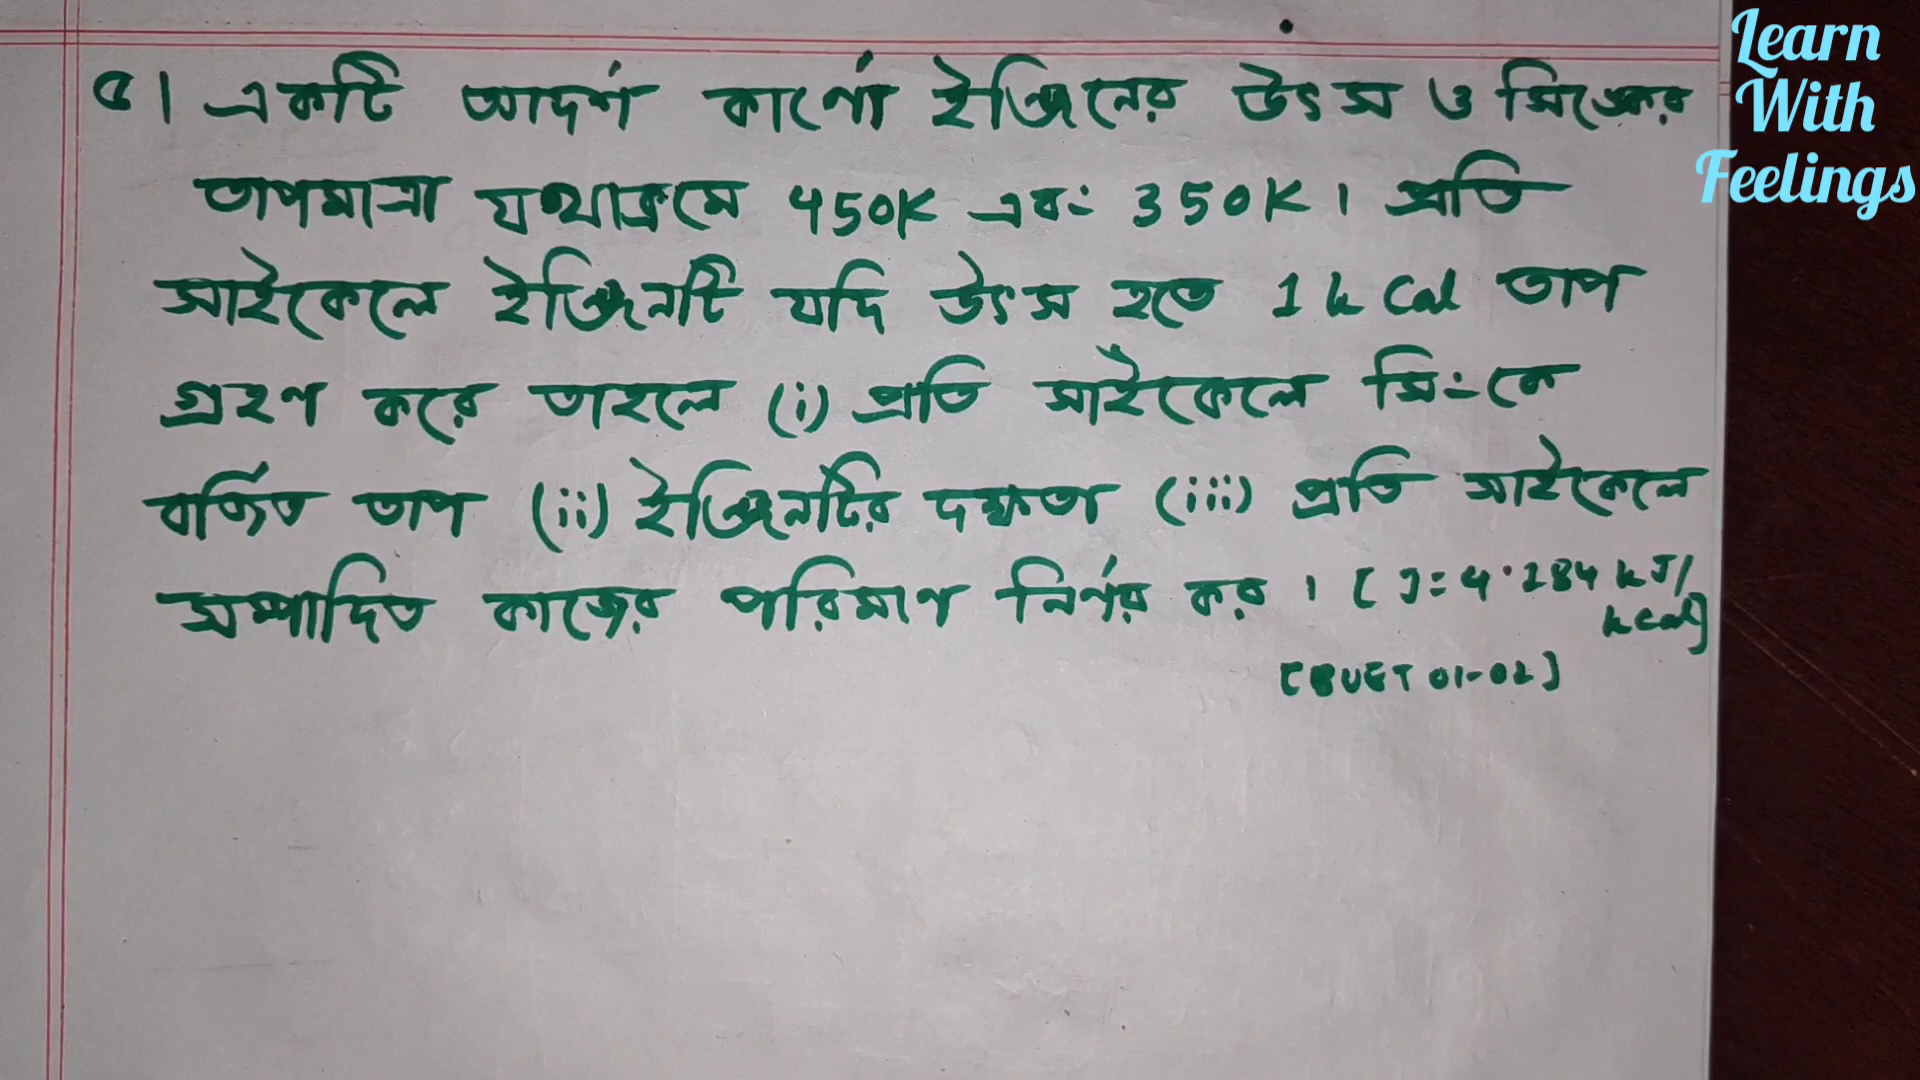 ৫। একটি আদর্শ কার্ণো ইঞ্জিনের উৎস ও সিঙ্কের
তাপমাত্রা যথাক্রমে 450K এবং 350K। প্রতি
সাইকেলে ইঞ্জিনটি যদি উৎস হতে 1 k Cal তাপ
গ্রহণ করে তাহলে (i) প্রতি সাইকেলে সিংকে
বর্জিত তাপ (ii) ইঞ্জিনটির দক্ষতা (iii) প্রতি সাইকেলে
সম্পাদিত কাজের পরিমাণ নির্ণয় কর। [J=4.184 kJ/
kcal]
[BUET 01-02]
Learn
With
Feelings